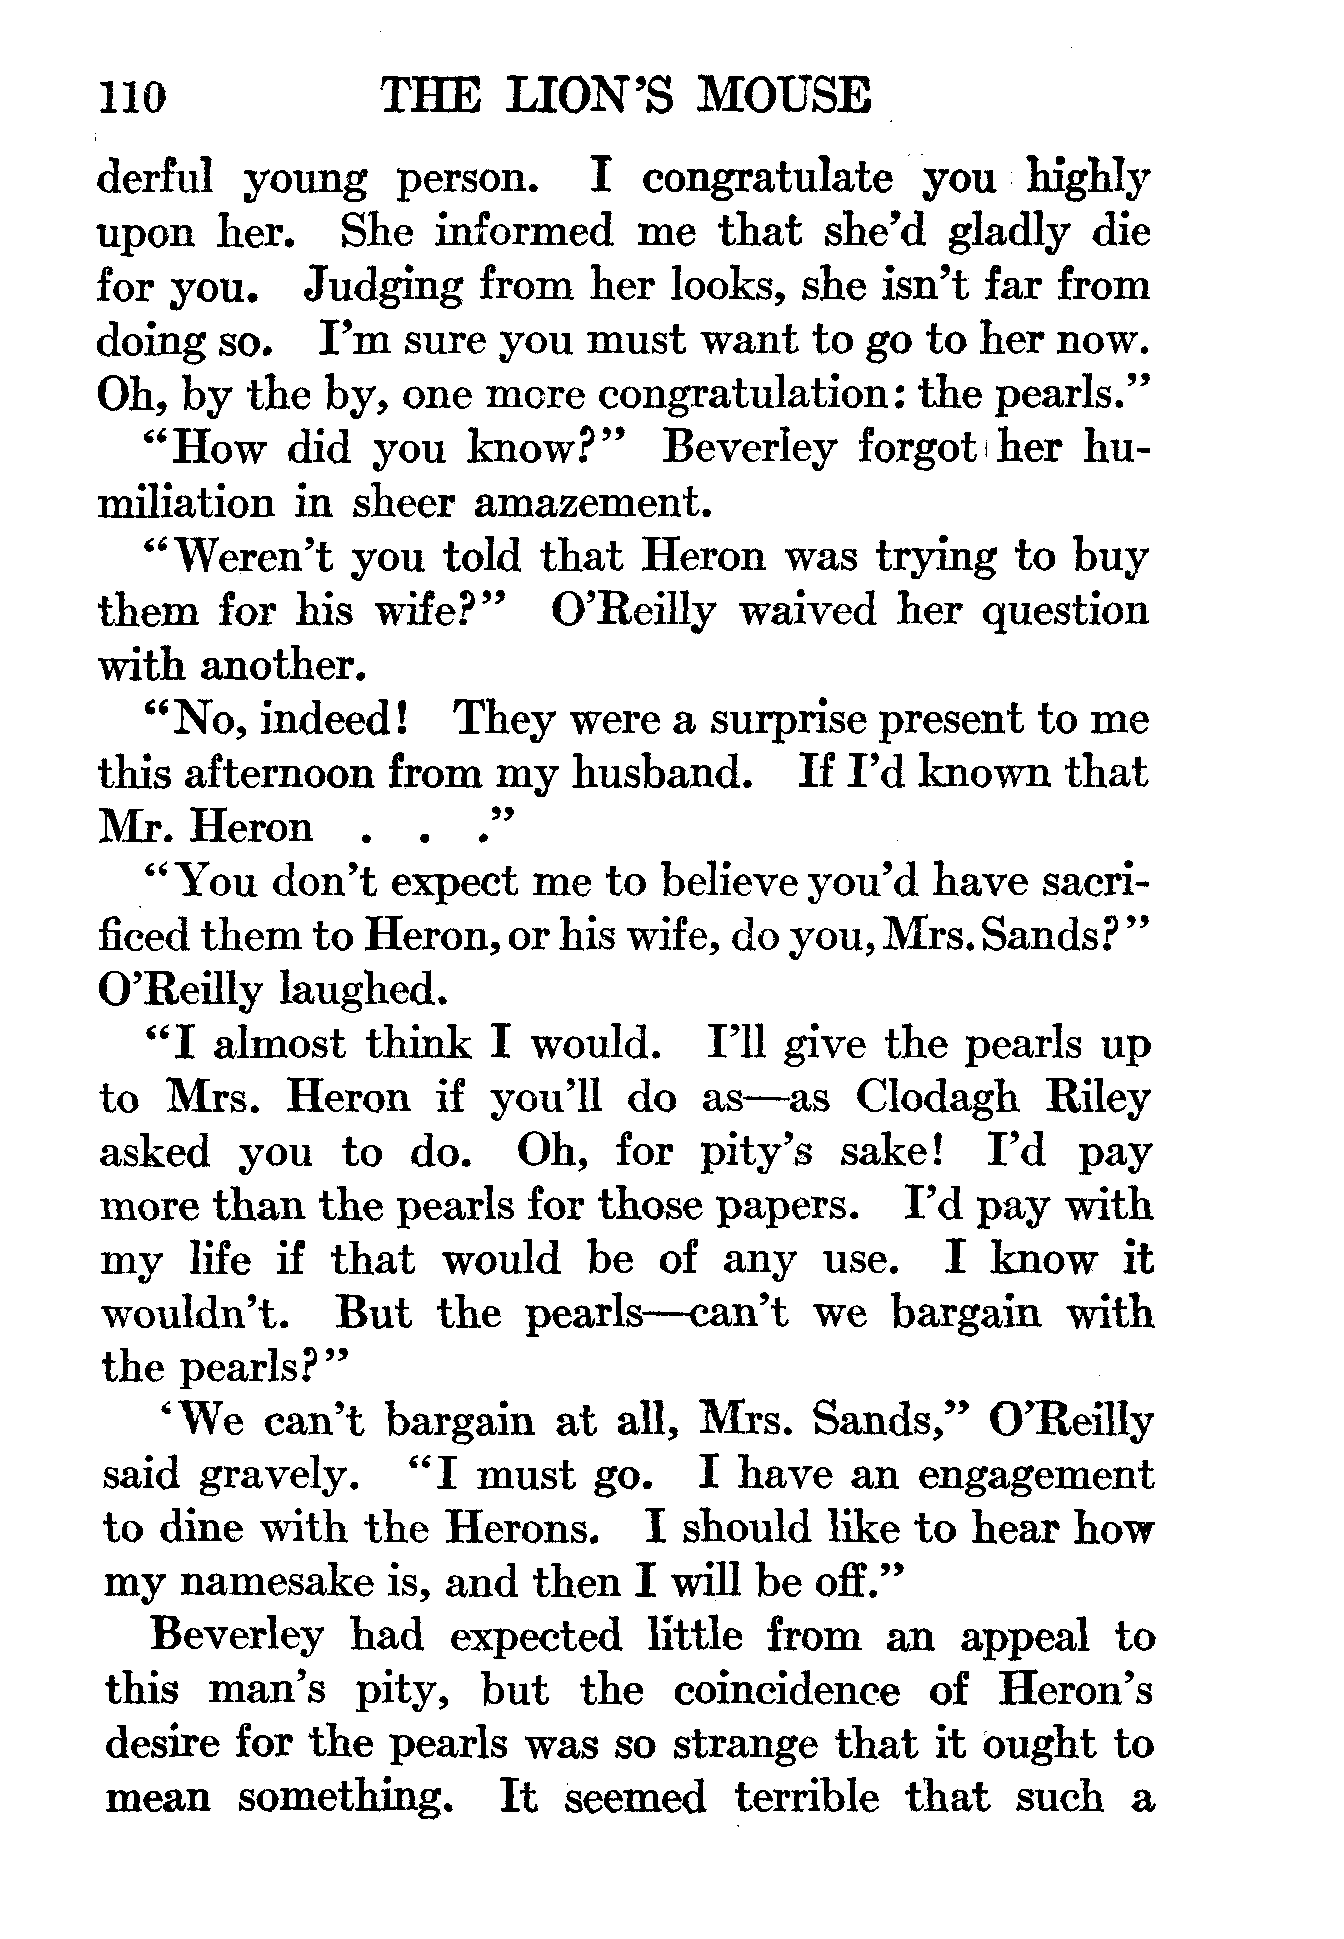 110 THE LION'S MOUSE
derful young person. I congratulate you highly
upon her. She informed me that she'd gladly die
for you. Judging from her looks, she isn't far from
doing so. I'm sure you must want to go to her now.
Oh, by the by, one more congratulation: the pearls."
"How did you know?" Beverley forgot her hu-
miliation in sheer amazement.
"Weren't you told that Heron was trying to buy
them for his wife?" O'Reilly waived her question
with another.
"No, indeed! They were a surprise present to me
this afternoon from my husband. If I'd known that
Mr. Heron . . ."
"You don't expect me to believe you'd have sacri-
ficed them to Heron, or his wife, do you, Mrs. Sands?"
O'Reilly laughed.
"I almost think I would. I'll give the pearls up
to Mrs. Heron if you'll do as—as Clodagh Riley
asked you to do. Oh, for pity's sake! I'd pay
more than the pearls for those papers. I'd pay with
my life if that would be of any use. I know it
wouldn't. But the pearls—can't we bargain with
the pearls?"
'We can't bargain at all, Mrs. Sands," O'Reilly
said gravely. "I must go. I have an engagement
to dine with the Herons. I should like to hear how
my namesake is, and then I will be off."
Beverley had expected little from an appeal to
this man's pity, but the coincidence of Heron's
desire for the pearls was so strange that it ought to
mean something. It seemed terrible that such a